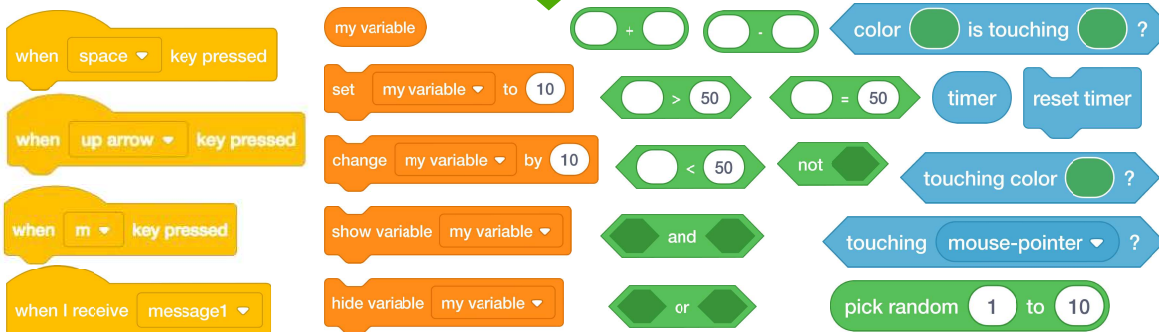 when space key pressed
when up arrow key pressed
when m key pressed
when I receive message1
my variable
set my variable to 10
change my variable by 10
show variable my variable
hide variable my variable
+
-
> 50
= 50
< 50
not
and
or
color is touching ?
timer
reset timer
touching color ?
touching mouse-pointer ?
pick random 1 to 10